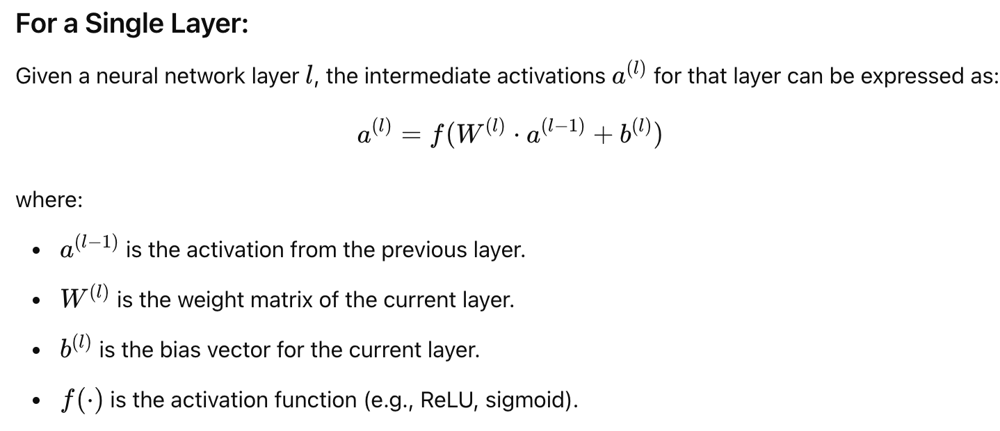 For a Single Layer:
Given a neural network layer l, the intermediate activations a^{(l)} for that layer can be expressed as:
a^{(l)} = f(W^{(l)} · a^{(l−1)} + b^{(l)})
where:
• a^{(l−1)} is the activation from the previous layer.
• W^{(l)} is the weight matrix of the current layer.
• b^{(l)} is the bias vector for the current layer.
• f(·) is the activation function (e.g., ReLU, sigmoid).